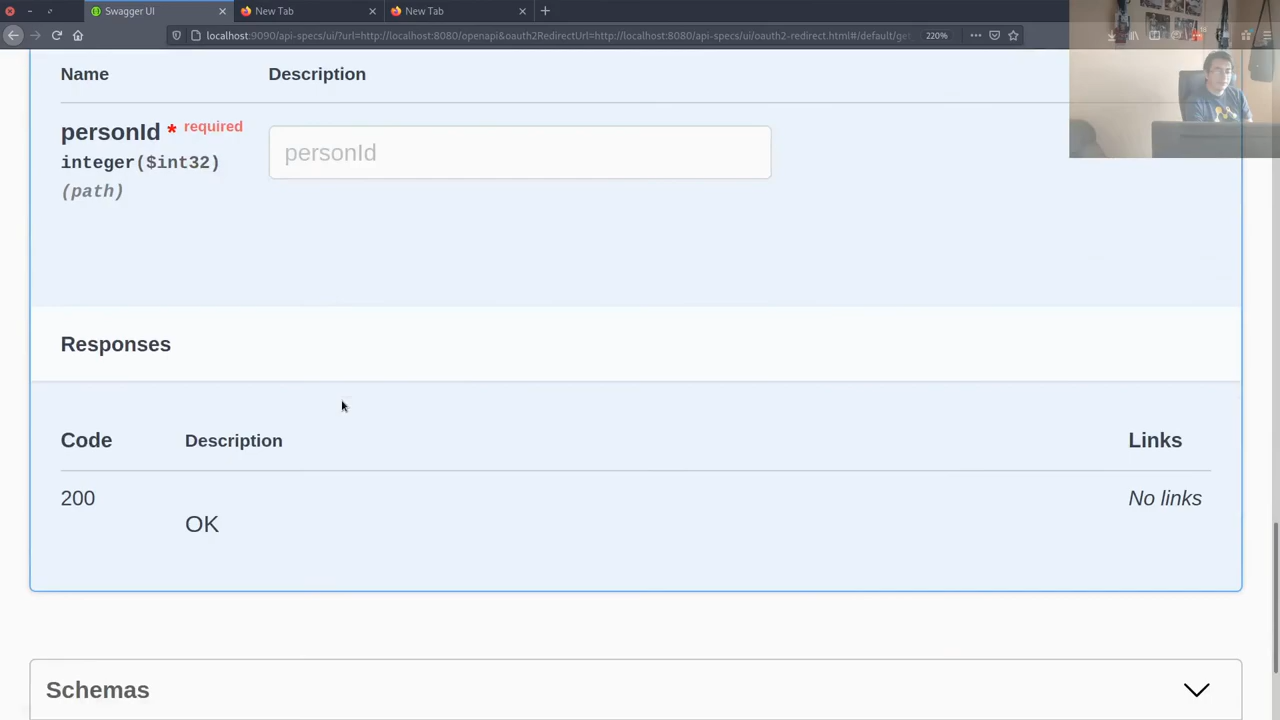 Swagger UI
New Tab
New Tab
localhost:9090/api-specs/ui/?url=http://localhost:8080/openapi&oauth2RedirectUrl=http://localhost:8080/api-specs/ui/oauth2-redirect.html#/default/get
220%
Name
Description
personId * required
personId
integer($int32)
(path)
Responses
Code
Description
Links
200
No links
OK
Schemas